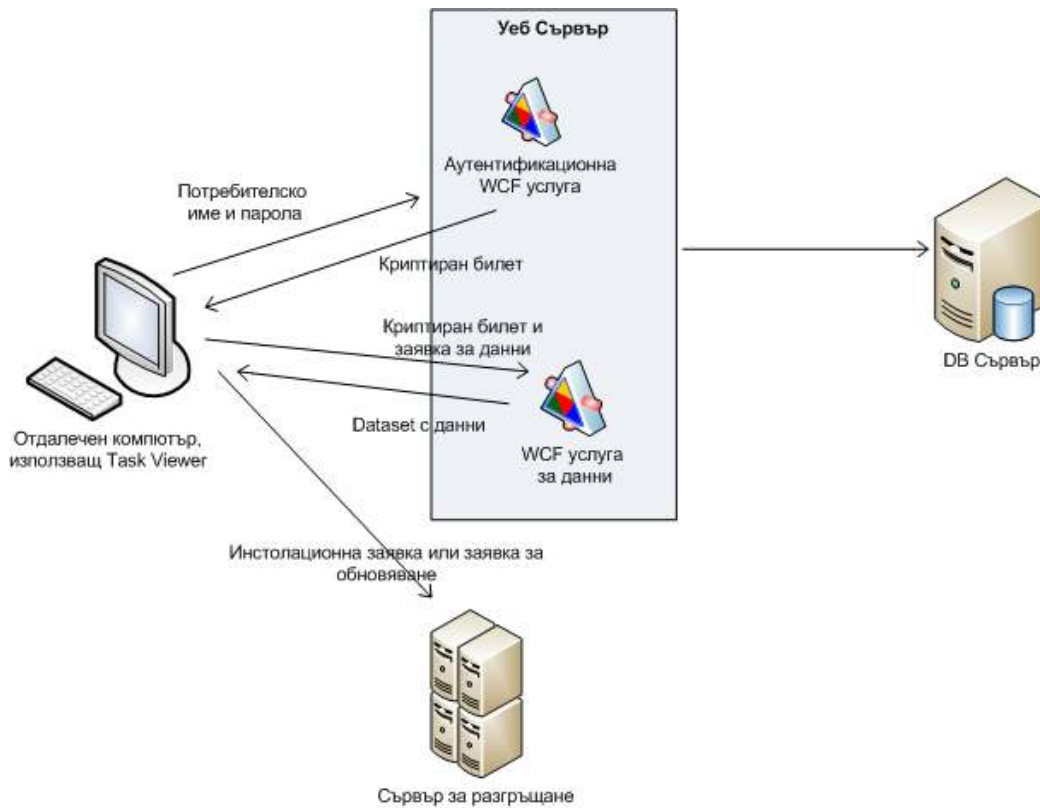 Уеб Сървър
Аутентификационна
WCF услуга
Потребителско
име и парола
Криптиран билет
Криптиран билет и
заявка за данни
DB Сървър
Dataset с данни
Отдалечен компютър,
използващ Task Viewer
WCF услуга
за данни
Инстолационна заявка или заявка за
обновяване
Сървър за разгръщане